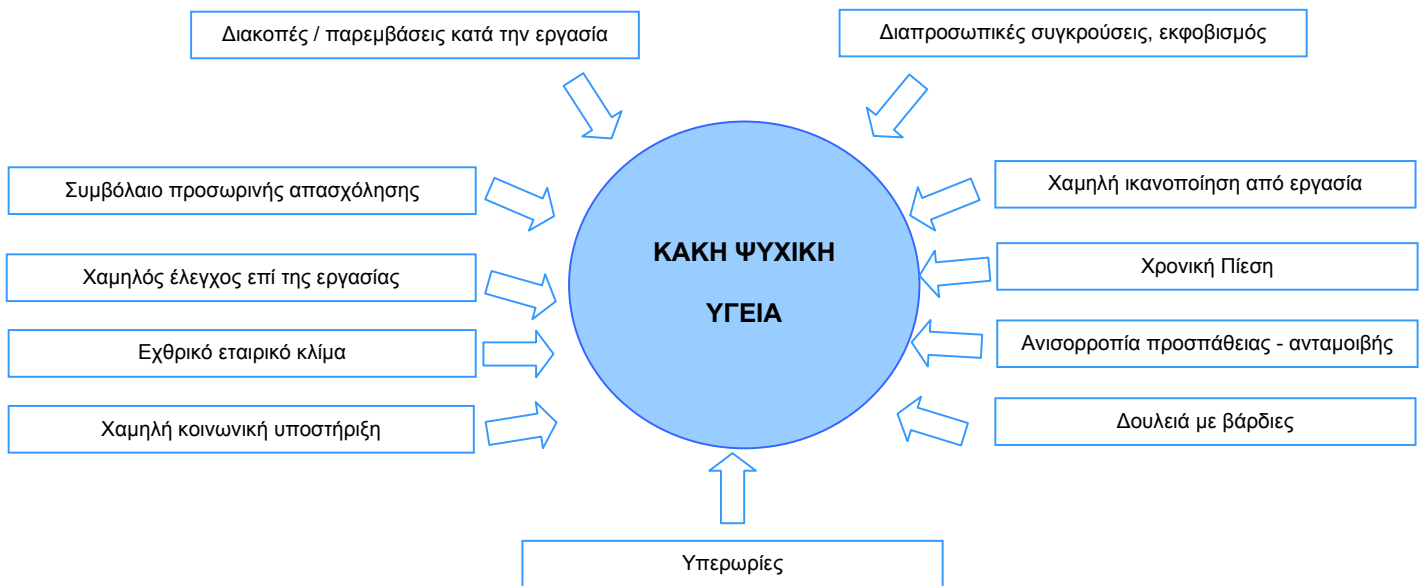 Διακοπές / παρεμβάσεις κατά την εργασία
Διαπροσωπικές συγκρούσεις, εκφοβισμός
Συμβόλαιο προσωρινής απασχόλησης
Χαμηλή ικανοποίηση από εργασία
ΚΑΚΗ ΨΥΧΙΚΗ
ΥΓΕΙΑ
Χαμηλός έλεγχος επί της εργασίας
Χρονική Πίεση
Εχθρικό εταιρικό κλίμα
Ανισορροπία προσπάθειας - ανταμοιβής
Χαμηλή κοινωνική υποστήριξη
Δουλειά με βάρδιες
Υπερωρίες